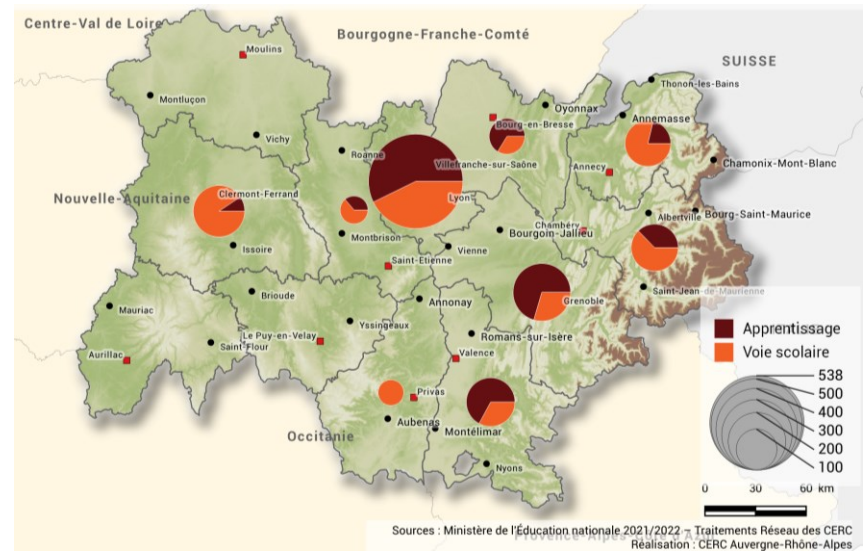 Centre-Val de Loire
Bourgogne-Franche-Comté
SUISSE
Moulins
Montluçon
Vichy
Thonon-les-Bains
Oyonnax
Annemasse
Bourg-en-Bresse
Roanne
Villefranche-sur-Saône
Annecy
Chamonix-Mont-Blanc
Nouvelle-Aquitaine
Clermont-Ferrand
Lyon
Albertville
Bourg-Saint-Maurice
Chambéry
Bourgoin-Jallieu
Montbrison
Issoire
Vienne
Saint-Etienne
Saint-Jean-de-Maurienne
Brioude
Annonay
Grenoble
Mauriac
Yssingeaux
Le Puy-en-Velay
Saint-Flour
Romans-sur-Isère
Aurillac
Valence
Privas
Aubenas
Montélimar
Occitanie
Nyons
Apprentissage
Voie scolaire
538
500
400
300
200
100
0 30 60 km
Sources : Ministère de l'Éducation nationale 2021/2022 – Traitements Réseau des CERC
Provence-Alpes-Côte d'Azur
Réalisation : CERC Auvergne-Rhône-Alpes